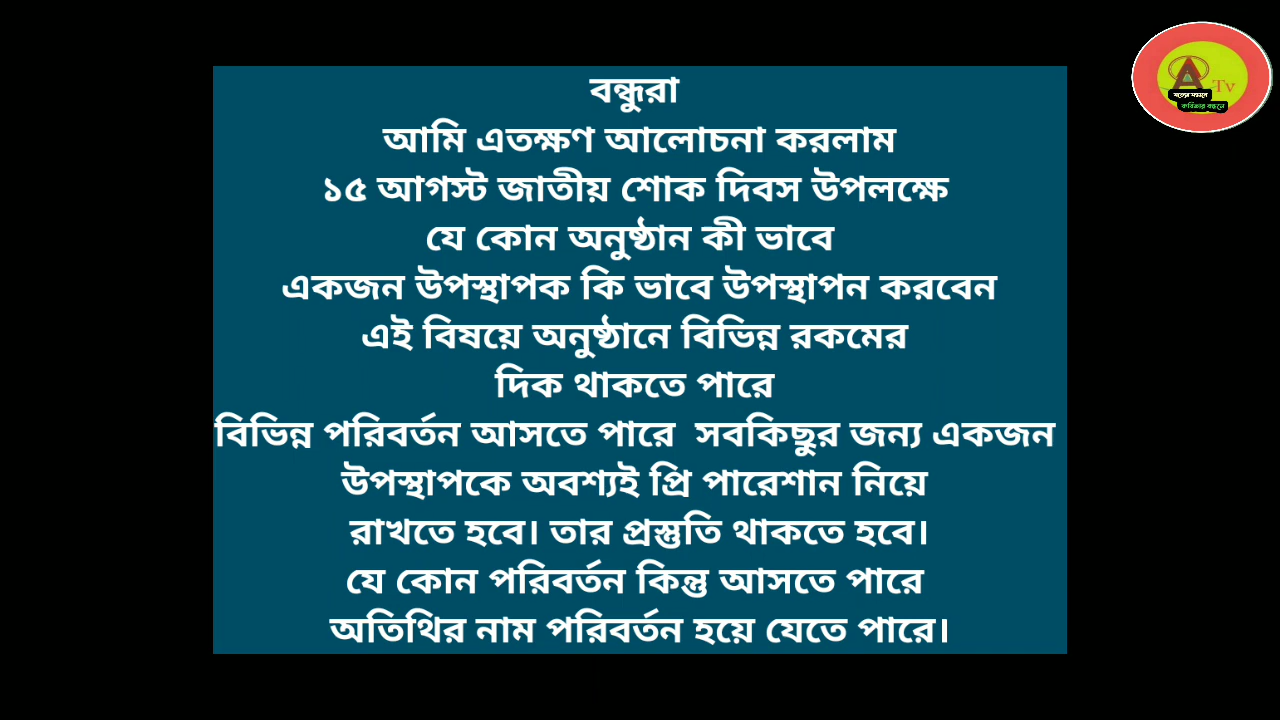 বন্ধুরা
আমি এতক্ষণ আলোচনা করলাম
১৫ আগস্ট জাতীয় শোক দিবস উপলক্ষে
যে কোন অনুষ্ঠান কী ভাবে
একজন উপস্থাপক কি ভাবে উপস্থাপন করবেন
এই বিষয়ে অনুষ্ঠানে বিভিন্ন রকমের
দিক থাকতে পারে
বিভিন্ন পরিবর্তন আসতে পারে সবকিছুর জন্য একজন
উপস্থাপকে অবশ্যই প্রি পারেশান নিয়ে
রাখতে হবে। তার প্রস্তুতি থাকতে হবে।
যে কোন পরিবর্তন কিন্তু আসতে পারে
অতিথির নাম পরিবর্তন হয়ে যেতে পারে।
A Tv